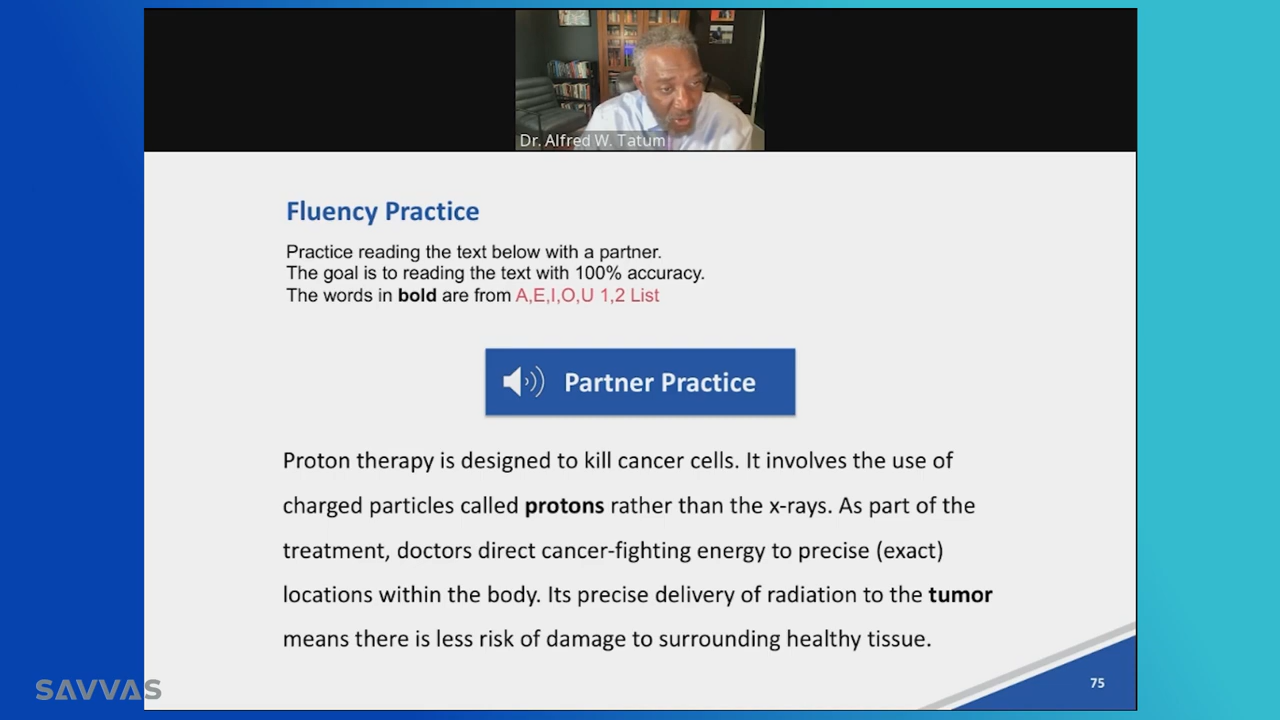 Dr. Alfred W. Tatum
Fluency Practice
Practice reading the text below with a partner.
The goal is to reading the text with 100% accuracy.
The words in bold are from A,E,I,O,U 1,2 List
Partner Practice
Proton therapy is designed to kill cancer cells. It involves the use of
charged particles called protons rather than the x-rays. As part of the
treatment, doctors direct cancer-fighting energy to precise (exact)
locations within the body. Its precise delivery of radiation to the tumor
means there is less risk of damage to surrounding healthy tissue.
75
SAVVAS